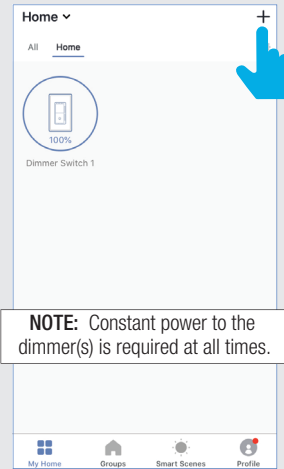 Home +
All Home
100%
Dimmer Switch 1
NOTE: Constant power to the
dimmer(s) is required at all times.
My Home Groups Smart Scenes Profile